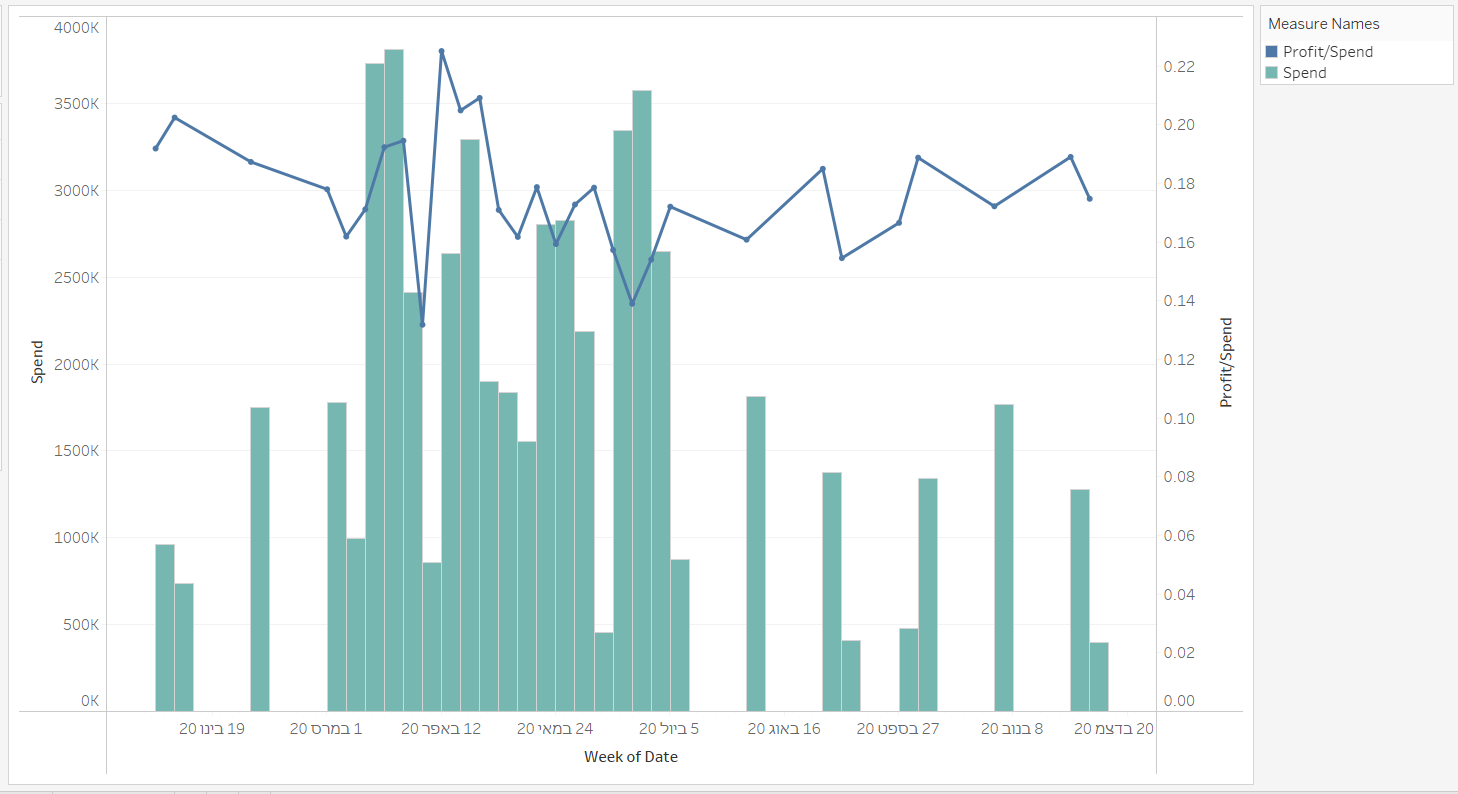 Measure Names
Profit/Spend
Spend
4000K
3500K
3000K
2500K
2000K
1500K
1000K
500K
0K
Spend
0.22
0.20
0.18
0.16
0.14
0.12
0.10
0.08
0.06
0.04
0.02
0.00
Profit/Spend
19 בינו 20
1 במרס 20
12 באפר 20
24 במאי 20
5 ביול 20
16 באוג 20
27 בספט 20
8 בנוב 20
20 בדצמ 20
Week of Date